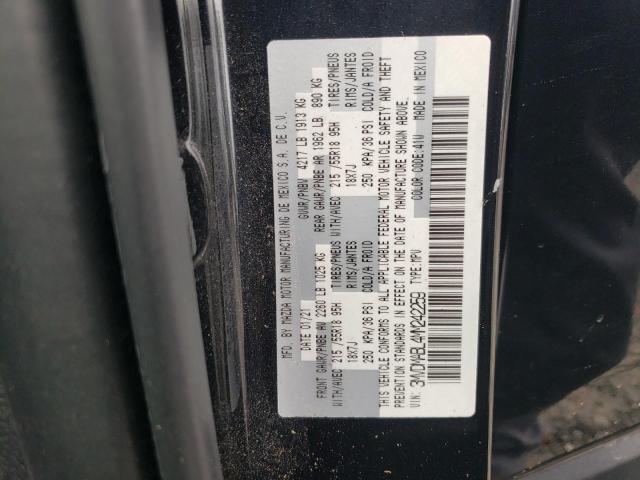 MFD. BY MAZDA MOTOR MANUFACTURING DE MEXICO S.A. DE C.V.
DATE 01/21 GVWR/PNBV 4217 LB 1913 KG
FRONT GAWR/PNBE AV 2260 LB 1025 KG REAR GAWR/PNBE AR 1962 LB 890 KG
WITH/AVEC 215 /55R18 95H TIRES/PNEUS WITH/AVEC 215 /55R18 95H TIRES/PNEUS
18X7J RIMS/JANTES 18X7J RIMS/JANTES
250 KPA/36 PSI COLD/A FROID 250 KPA/36 PSI COLD/A FROID
THIS VEHICLE CONFORMS TO ALL APPLICABLE FEDERAL MOTOR VEHICLE SAFETY AND THEFT
PREVENTION STANDARDS IN EFFECT ON THE DATE OF MANUFACTURE SHOWN ABOVE.
VIN: 3MVDMABL4MM242259 TYPE:MPV COLOR CODE:41W MADE IN MEXICO